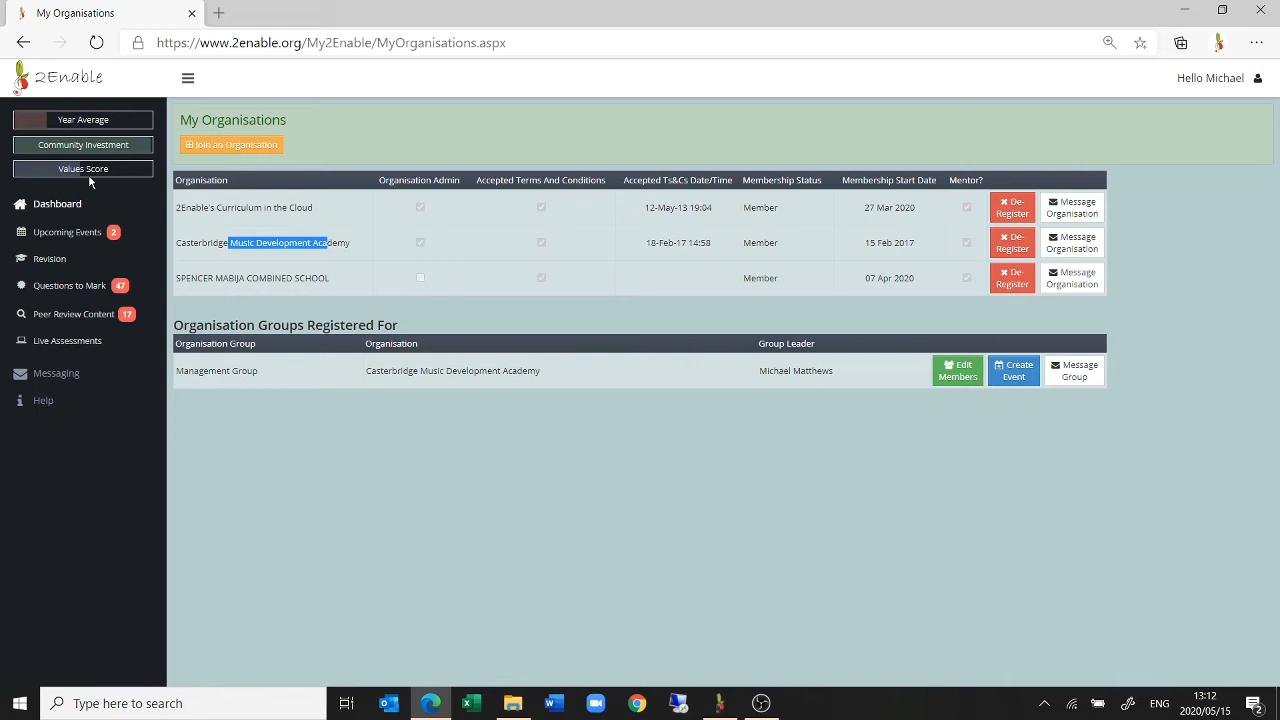 My Organisations
https://www.2enable.org/My2Enable/MyOrganisations.aspx
2Enable
Hello Michael
Year Average
Community Investment
Values Score
Dashboard
Upcoming Events 2
Revision
Questions to Mark 47
Peer Review Content 17
Live Assessments
Messaging
Help
My Organisations
Join an Organisation
Organisation Organisation Admin Accepted Terms And Conditions Accepted Ts&Cs Date/Time Membership Status Membership Start Date Mentor?
2Enable's Curriculum in the Cloud 12-May-13 19:04 Member 27 Mar 2020 De-Register Message Organisation
Casterbridge Music Development Academy 18-Feb-17 14:58 Member 15 Feb 2017 De-Register Message Organisation
SPENCER MABIJA COMBINED SCHOOL Member 07 Apr 2020 De-Register Message Organisation
Organisation Groups Registered For
Organisation Group Organisation Group Leader
Management Group Casterbridge Music Development Academy Michael Matthews Edit Members Create Event Message Group
Type here to search
ENG
13:12
2020/05/15
2